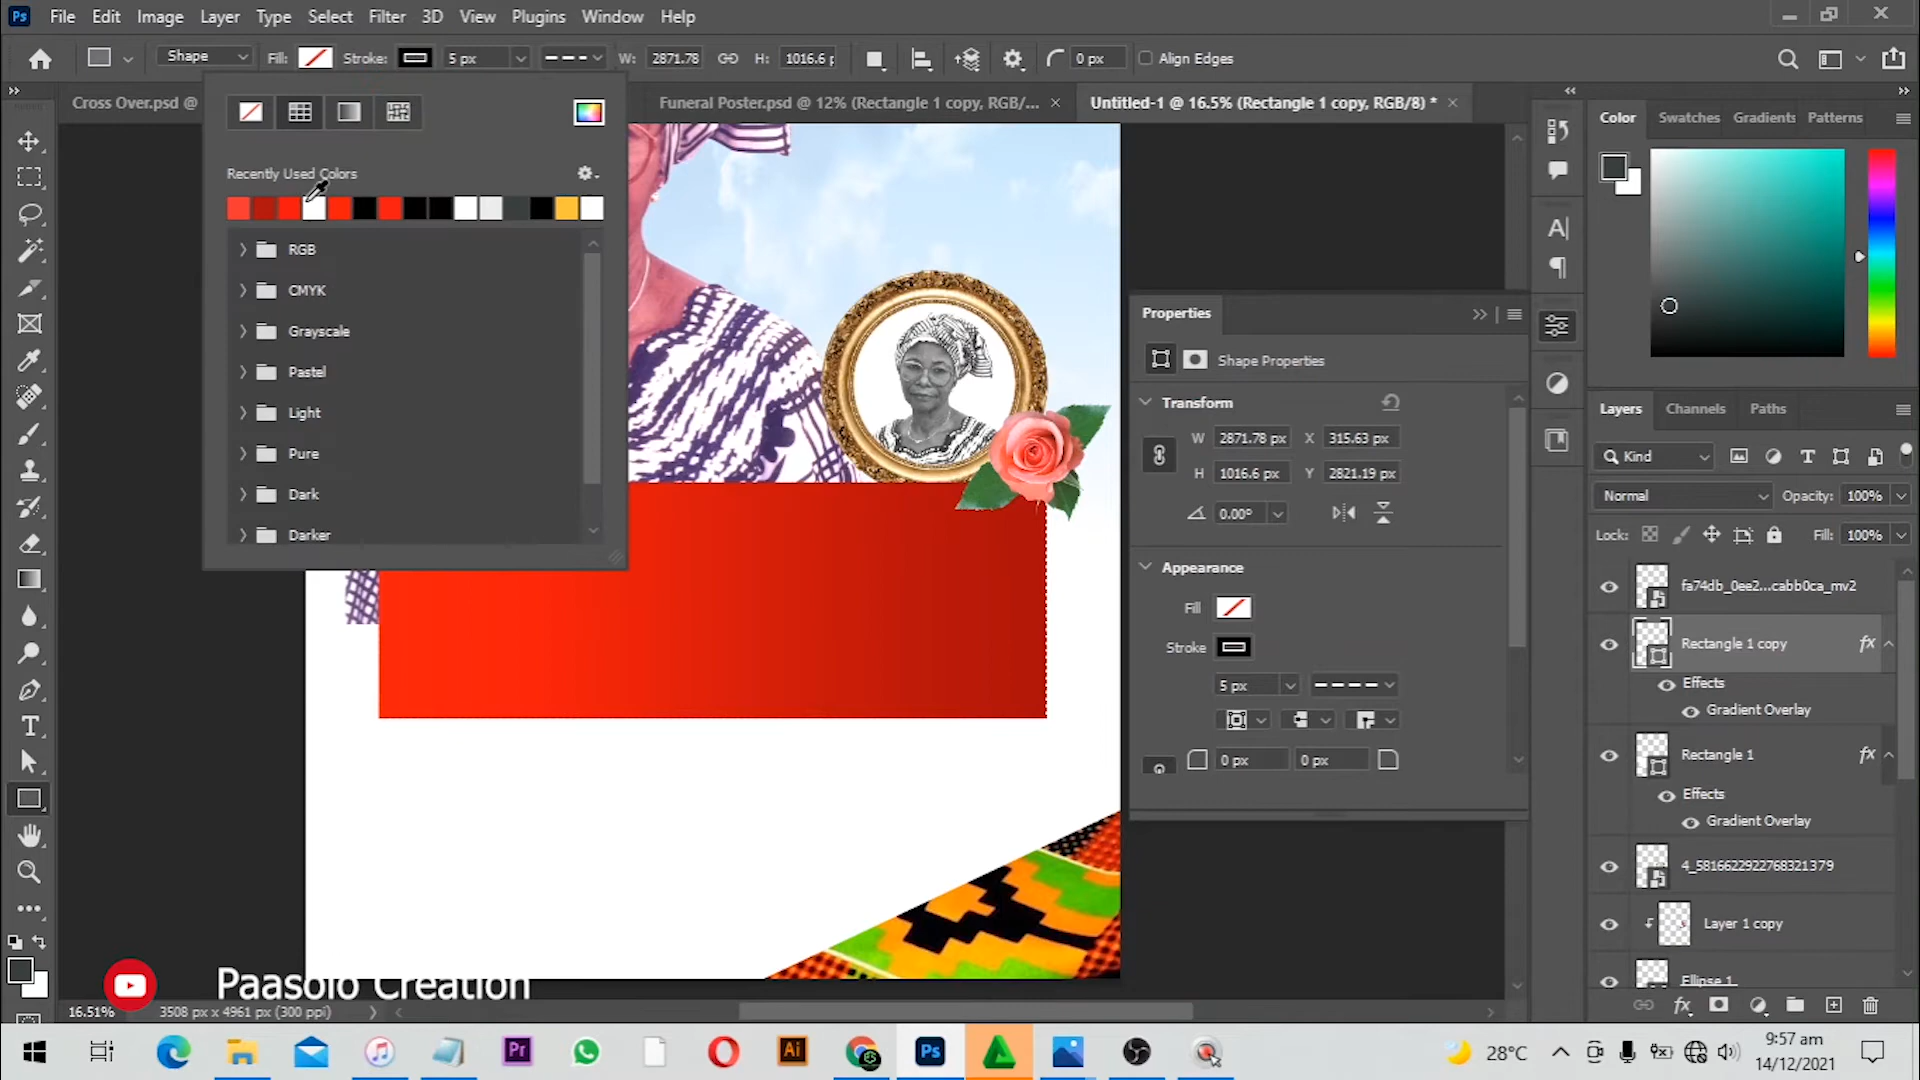 Ps File Edit Image Layer Type Select Filter 3D View Plugins Window Help
Shape Fill: Stroke: 5 px W: 2871.78 H: 1016.6 p 0 px Align Edges
Cross Over.psd @
Funeral Poster.psd @ 12% (Rectangle 1 copy, RGB/...
Untitled-1 @ 16.5% (Rectangle 1 copy, RGB/8) *
Recently Used Colors
RGB
CMYK
Grayscale
Pastel
Light
Pure
Dark
Darker
Properties
Shape Properties
Transform
W 2871.78 px X 315.63 px
H 1016.6 px Y 2821.19 px
0.00°
Appearance
Fill
Stroke
5 px
0 px 0 px
Color Swatches Gradients Patterns
Layers Channels Paths
Kind
Normal Opacity: 100%
Lock: Fill: 100%
fa74db_0ee2...cabb0ca_mv2
Rectangle 1 copy fx
Effects
Gradient Overlay
Rectangle 1 fx
Effects
Gradient Overlay
4_5816622922768321379
Layer 1 copy
Ellipse 1
fx
Paasolo Creation
16.51% 3508 px x 4961 px (300 ppi)
Pr Ai Ps
28°C
9:57 am
14/12/2021